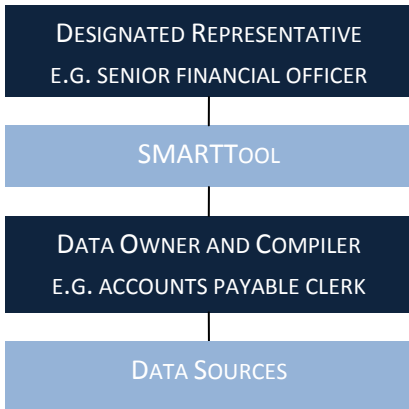 DESIGNATED REPRESENTATIVE
E.G. SENIOR FINANCIAL OFFICER
SMARTTOOL
DATA OWNER AND COMPILER
E.G. ACCOUNTS PAYABLE CLERK
DATA SOURCES